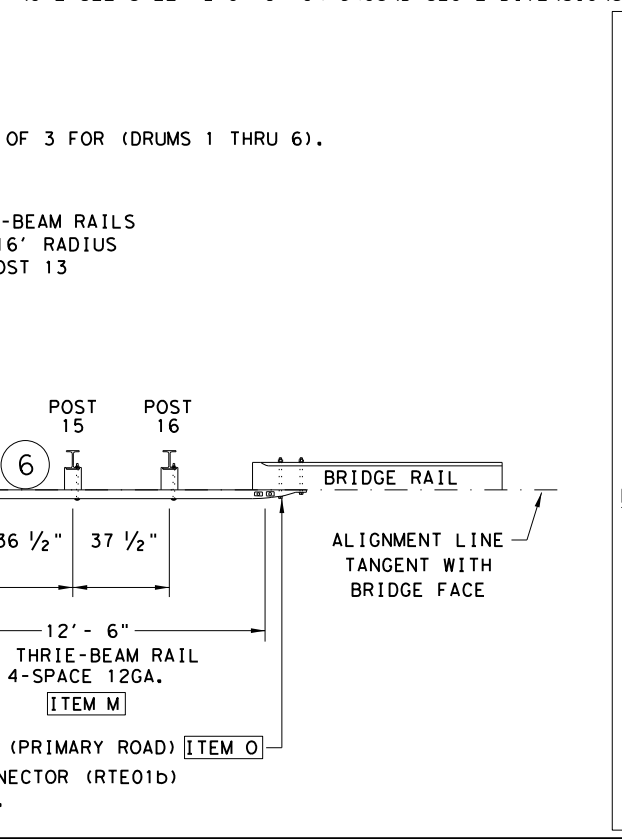 OF 3 FOR (DRUMS 1 THRU 6).
-BEAM RAILS
16' RADIUS
POST 13
POST
15
POST
16
6
BRIDGE RAIL
36 1/2"
37 1/2"
ALIGNMENT LINE
TANGENT WITH
BRIDGE FACE
12'- 6"
THRIE-BEAM RAIL
4-SPACE 12GA.
ITEM M
(PRIMARY ROAD) ITEM O
NECTOR (RTE01b)